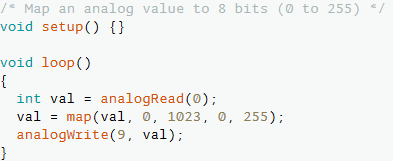 /* Map an analog value to 8 bits (0 to 255) */
void setup() {}

void loop()
{
  int val = analogRead(0);
  val = map(val, 0, 1023, 0, 255);
  analogWrite(9, val);
}